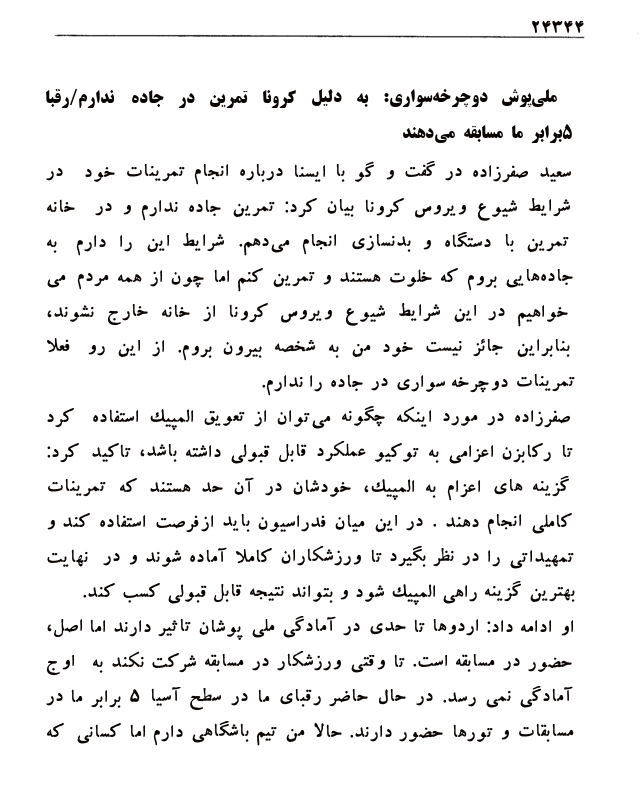 ۲۴۳۴۴
ملی‌پوش دوچرخه‌سواری: به دلیل کرونا تمرین در جاده ندارم/رقبا
۵برابر ما مسابقه می‌دهند
سعید صفرزاده در گفت و گو با ایسنا درباره انجام تمرینات خود در
شرایط شیوع ویروس کرونا بیان کرد: تمرین جاده ندارم و در خانه
تمرین با دستگاه و بدنسازی انجام می‌دهم. شرایط این را دارم به
جاده‌هایی بروم که خلوت هستند و تمرین کنم اما چون از همه مردم می
خواهیم در این شرایط شیوع ویروس کرونا از خانه خارج نشوند،
بنابراین جائز نیست خود من به شخصه بیرون بروم. از این رو فعلا
تمرینات دوچرخه سواری در جاده را ندارم.
صفرزاده در مورد اینکه چگونه می‌توان از تعویق المپیك استفاده کرد
تا رکابزن اعزامی به توکیو عملکرد قابل قبولی داشته باشد، تاکید کرد:
گزینه های اعزام به المپیك، خودشان در آن حد هستند که تمرینات
کاملی انجام دهند . در این میان فدراسیون باید ازفرصت استفاده کند و
تمهیداتی را در نظر بگیرد تا ورزشکاران کاملا آماده شوند و در نهایت
بهترین گزینه راهی المپیك شود و بتواند نتیجه قابل قبولی کسب کند.
او ادامه داد: اردوها تا حدی در آمادگی ملی پوشان تاثیر دارند اما اصل،
حضور در مسابقه است. تا وقتی ورزشکار در مسابقه شرکت نکند به اوج
آمادگی نمی رسد. در حال حاضر رقبای ما در سطح آسیا ۵ برابر ما در
مسابقات و تورها حضور دارند. حالا من تیم باشگاهی دارم اما کسانی که